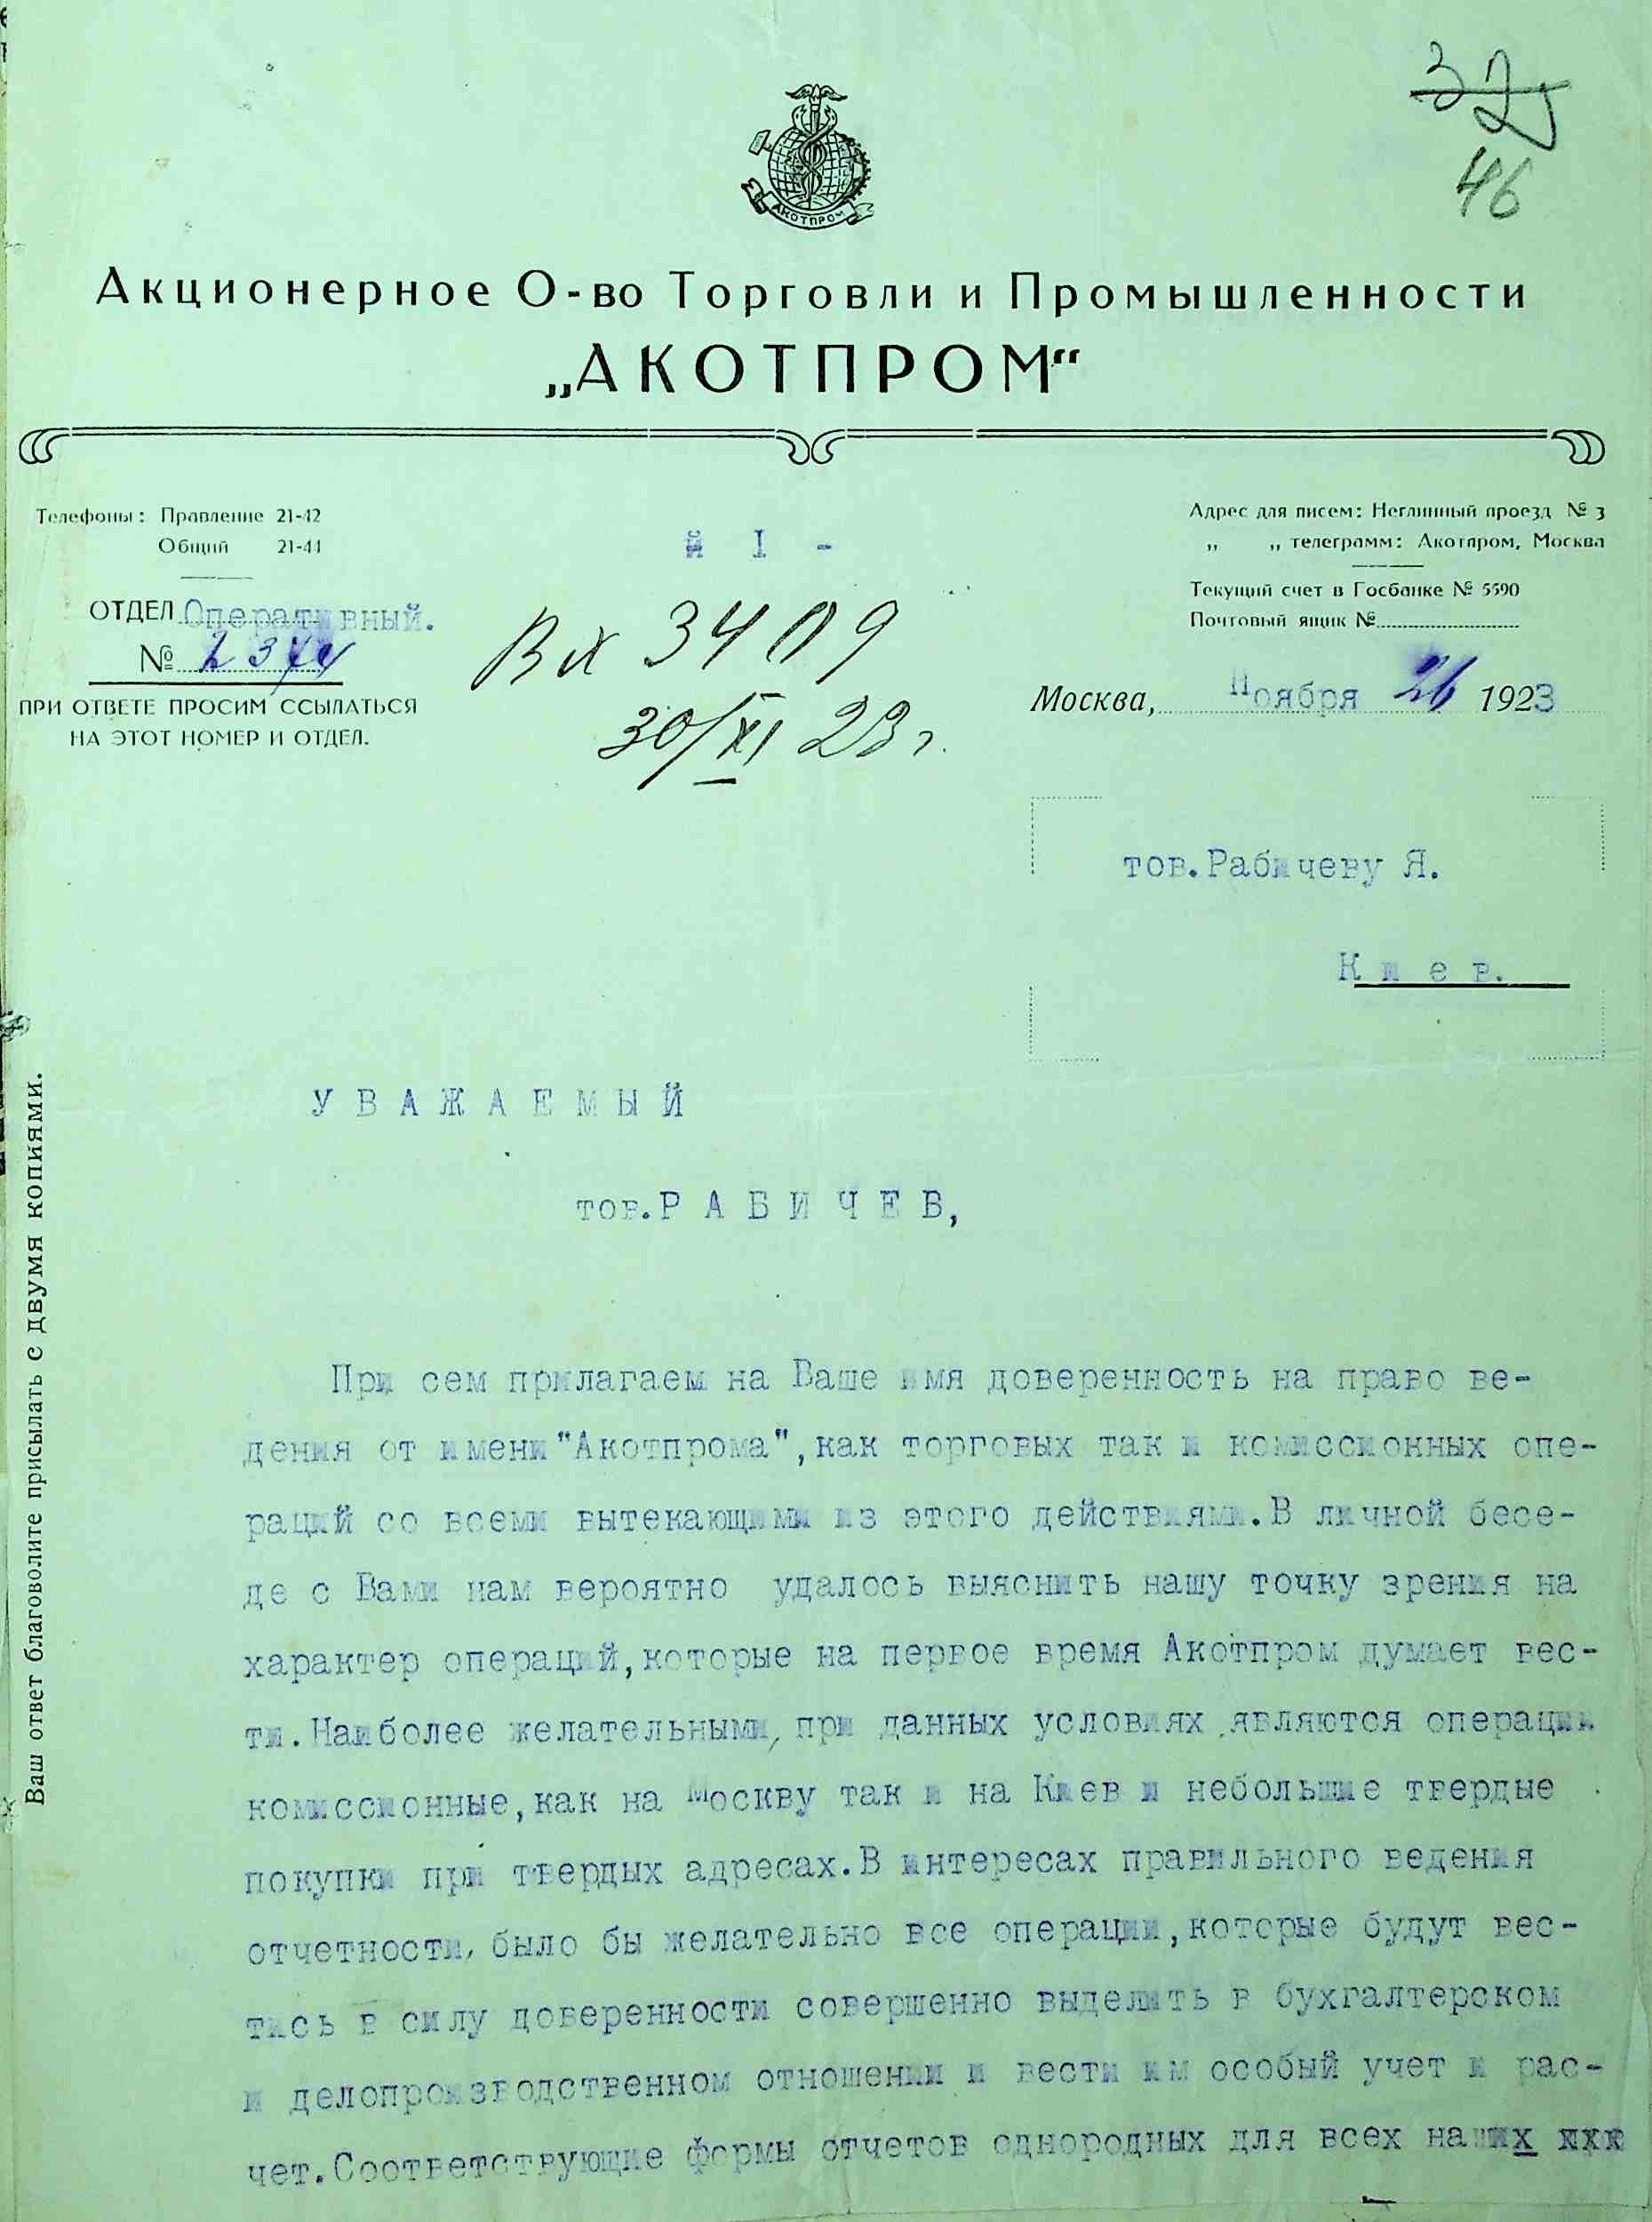 32
46
АКОТПРОМ
Акционерное О-во Торговли и Промышленности
„АКОТПРОМ“
Телефоны: Правление 21-42
Общий 21-44
I -
Адрес для писем: Неглинный проезд № 3
„ „ телеграмм: Акотпром, Москва
Текущий счет в Госбанке № 5590
Почтовый ящик №
ОТДЕЛ Оперативный.
№ 2374
ПРИ ОТВЕТЕ ПРОСИМ ССЫЛАТЬСЯ
НА ЭТОТ НОМЕР И ОТДЕЛ.
Вх 3409
30/XI 23 г.
Москва, Ноября 26 1923
тов.Рабичеву Я.
Киев.
Ваш ответ благоволите присылать с двумя копиями.
УВАЖАЕМЫЙ
тов.РАБИЧЕВ,
При сем прилагаем на Ваше имя доверенность на право ве-
дения от имени "Акотпрома", как торговых так и комиссионных опе-
раций со всеми вытекающими из этого действиями. В личной бесе-
де с Вами нам вероятно удалось выяснить нашу точку зрения на
характер операций, которые на первое время Акотпром думает вес-
ти. Наиболее желательными, при данных условиях, являются операции
комиссионные, как на Москву так и на Киев и небольшие твердые
покупки при твердых адресах. В интересах правильного ведения
отчетности, было бы желательно все операции, которые будут вес-
тись в силу доверенности совершенно выделить в бухгалтерском
и делопроизводственном отношении и вести им особый учет и рас-
чет. Соответствующие формы отчетов однородных для всех наших ххх